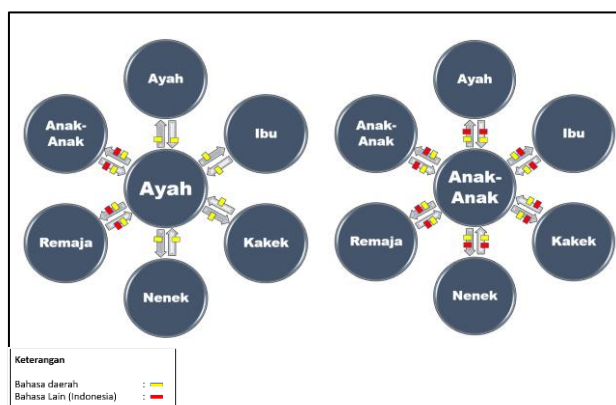 Ayah
Anak-
Anak
Ibu
Ayah
Remaja
Kakek
Nenek
Ayah
Anak-
Anak
Ibu
Anak-
Anak
Remaja
Kakek
Nenek
Keterangan
Bahasa daerah :
Bahasa Lain (Indonesia) :